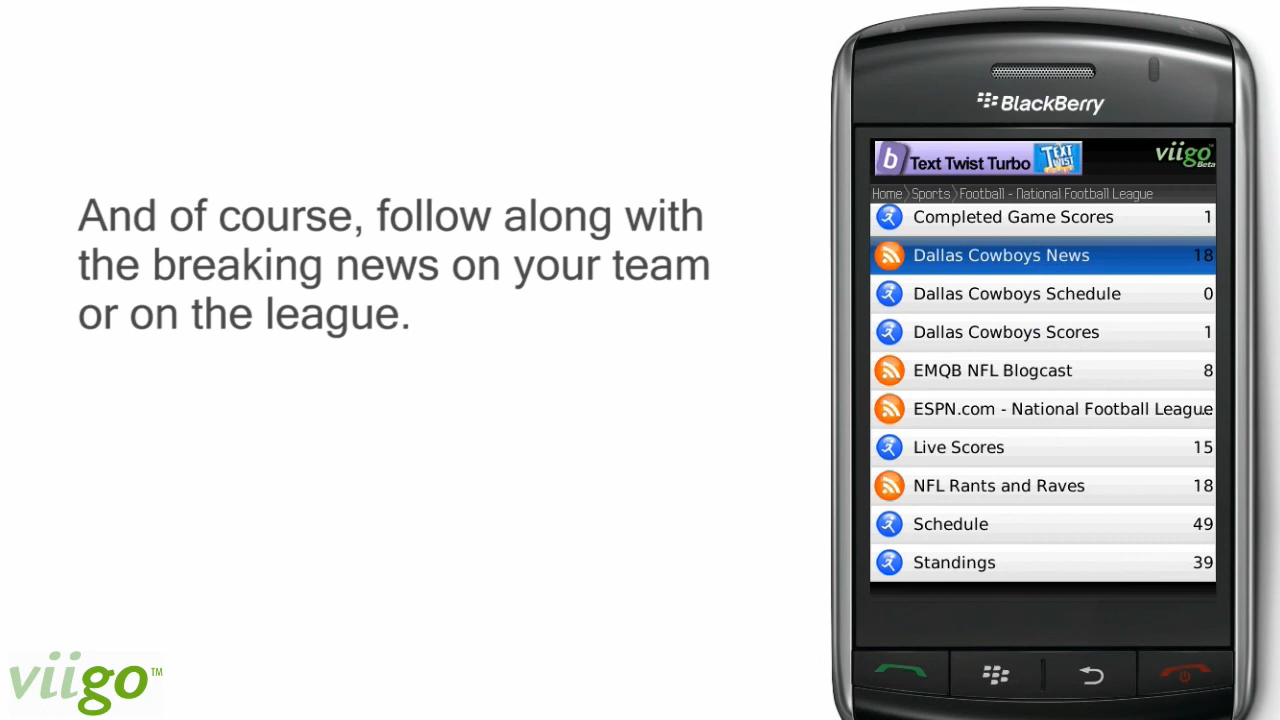 And of course, follow along with
the breaking news on your team
or on the league.
BlackBerry
b Text Twist Turbo TEXT TWIST
viigo™ Beta
Home Sports Football - National Football League
Completed Game Scores 1
Dallas Cowboys News 18
Dallas Cowboys Schedule 0
Dallas Cowboys Scores 1
EMQB NFL Blogcast 8
ESPN.com - National Football League
Live Scores 15
NFL Rants and Raves 18
Schedule 49
Standings 39
viigo™